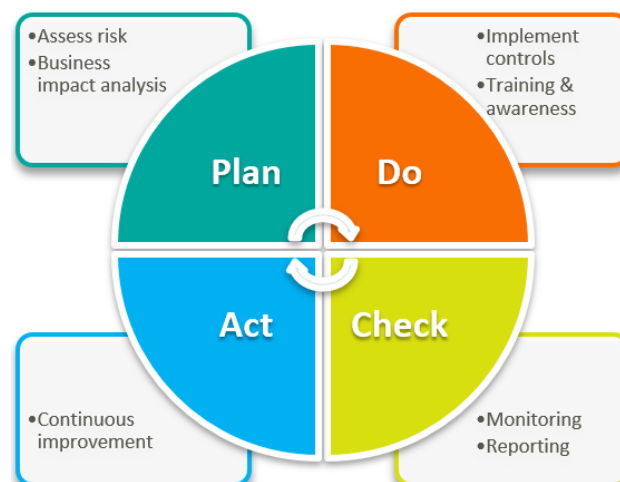 •Assess risk
•Business
impact analysis
•Implement
controls
•Training &
awareness
Plan
Do
Act
Check
•Continuous
improvement
•Monitoring
•Reporting